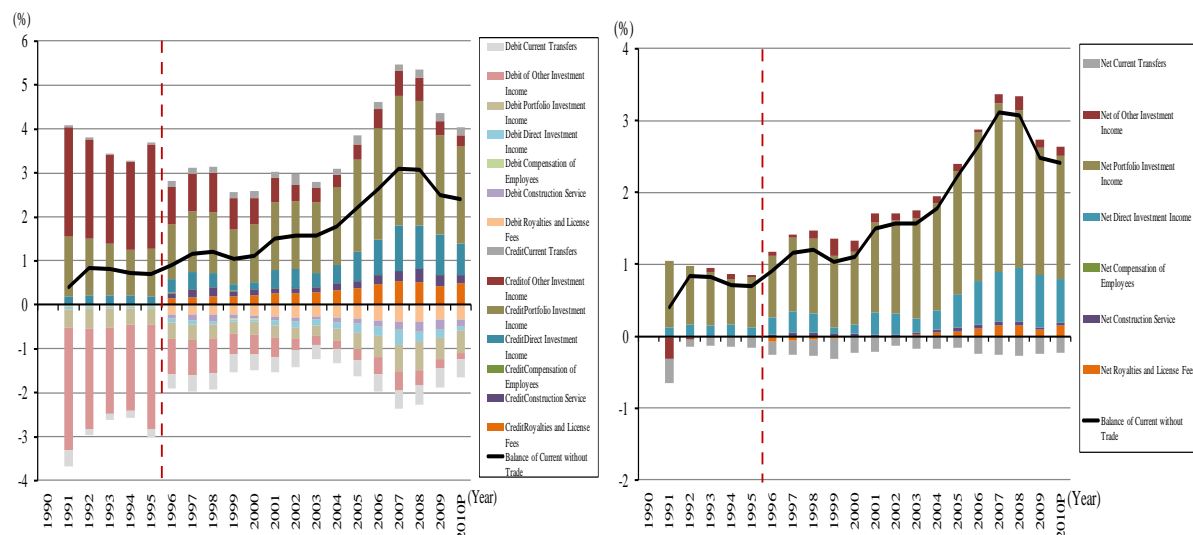 (%)
6
5
4
3
2
1
0
-1
-2
-3
-4
1990
1991
1992
1993
1994
1995
1996
1997
1998
1999
2000
2001
2002
2003
2004
2005
2006
2007
2008
2009
2010P
(Year)
Debit Current Transfers
Debit of Other Investment
Income
Debit Portfolio Investment
Income
Debit Direct Investment
Income
Debit Compensation of
Employees
Debit Construction Service
Debit Royalties and License
Fees
CreditCurrent Transfers
Creditof Other Investment
Income
CreditPortfolio Investment
Income
CreditDirect Investment
Income
CreditCompensation of
Employees
CreditConstruction Service
CreditRoyalties and License
Fees
Balance of Current without
Trade
(%)
4
3
2
1
0
-1
-2
1990
1991
1992
1993
1994
1995
1996
1997
1998
1999
2000
2001
2002
2003
2004
2005
2006
2007
2008
2009
2010P
(Year)
Net Current Transfers
Net of Other Investment
Income
Net Portfolio Investment
Income
Net Direct Investment Income
Net Compensation of
Employees
Net Construction Service
Net Royalties and License Fees
Balance of Current without
Trade